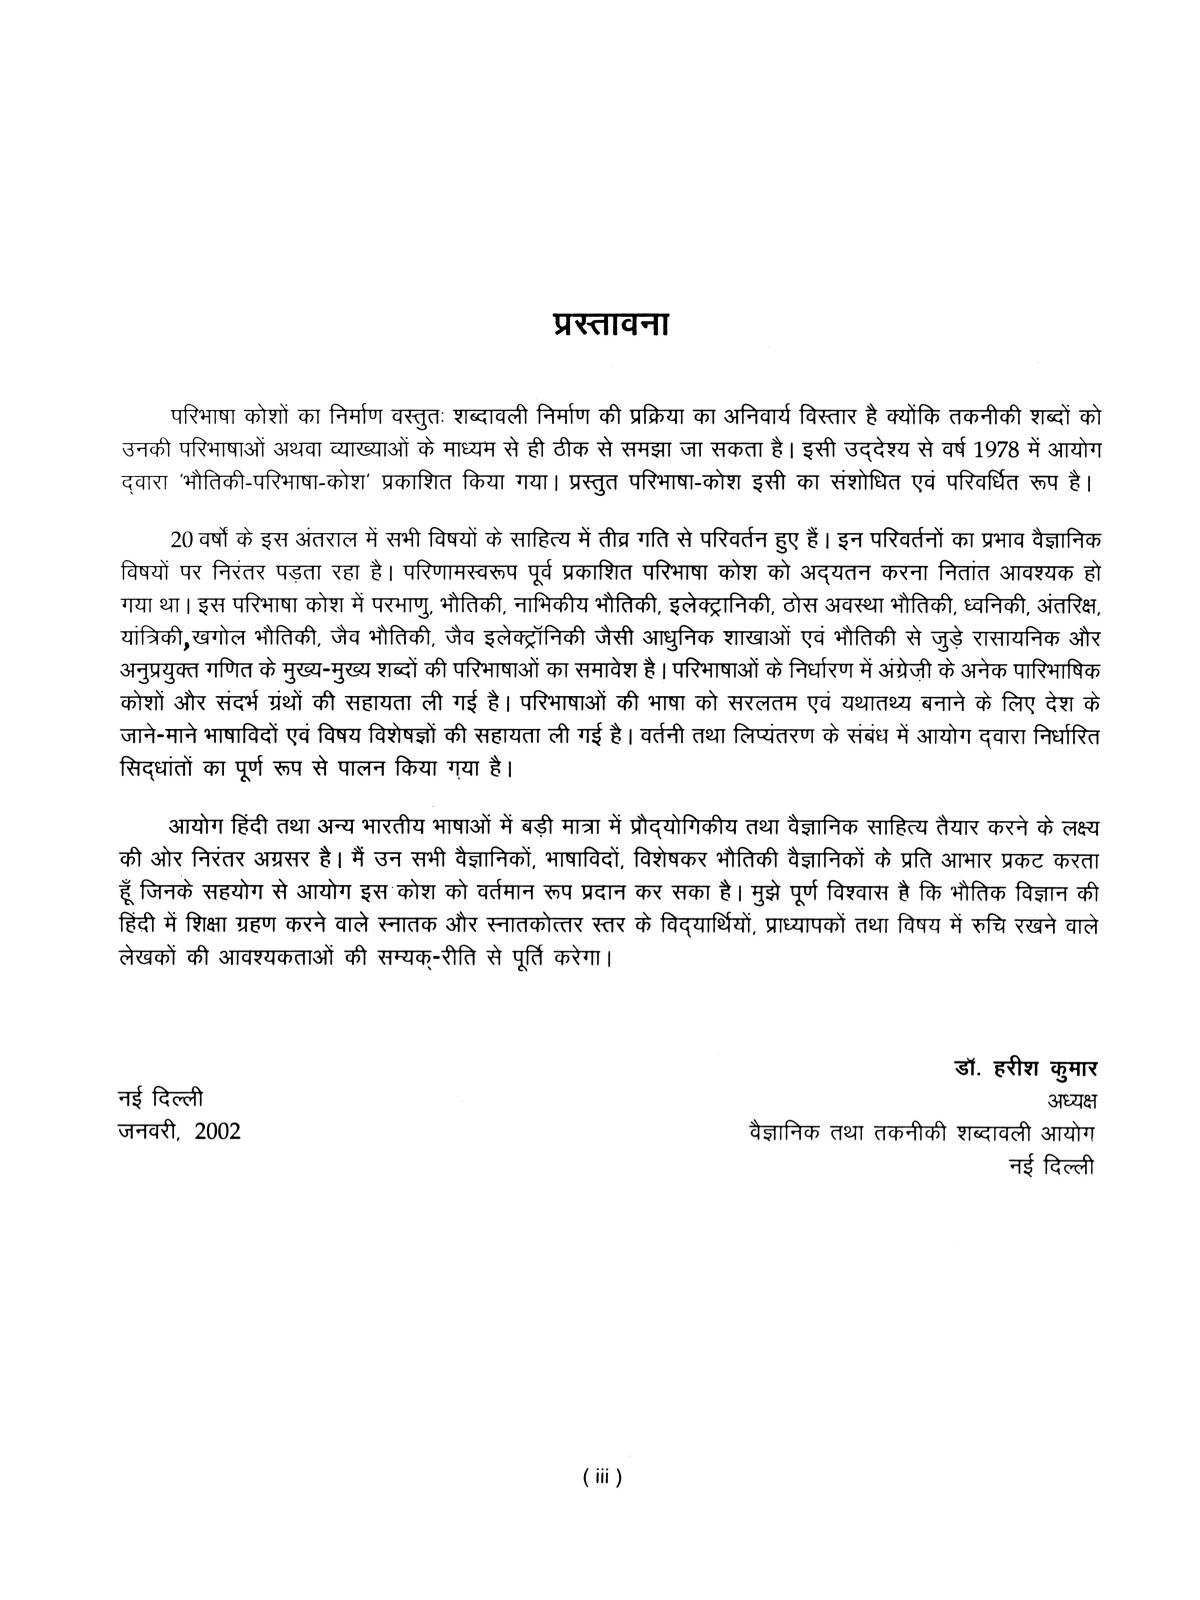 प्रस्तावना
परिभाषा कोशों का निर्माण वस्तुतः शब्दावली निर्माण की प्रक्रिया का अनिवार्य विस्तार है क्योंकि तकनीकी शब्दों को
उनकी परिभाषाओं अथवा व्याख्याओं के माध्यम से ही ठीक से समझा जा सकता है। इसी उद्‌देश्य से वर्ष 1978 में आयोग
द्‌वारा 'भौतिकी-परिभाषा-कोश' प्रकाशित किया गया। प्रस्तुत परिभाषा-कोश इसी का संशोधित एवं परिवर्धित रूप है।
20 वर्षों के इस अंतराल में सभी विषयों के साहित्य में तीव्र गति से परिवर्तन हुए हैं। इन परिवर्तनों का प्रभाव वैज्ञानिक
विषयों पर निरंतर पड़ता रहा है। परिणामस्वरूप पूर्व प्रकाशित परिभाषा कोश को अद्‌यतन करना नितांत आवश्यक हो
गया था। इस परिभाषा कोश में परभाणु, भौतिकी, नाभिकीय भौतिकी, इलेक्ट्रानिकी, ठोस अवस्था भौतिकी, ध्वनिकी, अंतरिक्ष,
यांत्रिकी,खगोल भौतिकी, जैव भौतिकी, जैव इलेक्ट्रॉनिकी जैसी आधुनिक शाखाओं एवं भौतिकी से जुड़े रासायनिक और
अनुप्रयुक्त गणित के मुख्य-मुख्य शब्दों की परिभाषाओं का समावेश है। परिभाषाओं के निर्धारण में अंग्रेज़ी के अनेक पारिभाषिक
कोशों और संदर्भ ग्रंथों की सहायता ली गई है। परिभाषाओं की भाषा को सरलतम एवं यथातथ्य बनाने के लिए देश के
जाने-माने भाषाविदों एवं विषय विशेषज्ञों की सहायता ली गई है। वर्तनी तथा लिप्यंतरण के संबंध में आयोग द्‌वारा निर्धारित
सिद्‌धांतों का पूर्ण रूप से पालन किया गया है।
आयोग हिंदी तथा अन्य भारतीय भाषाओं में बड़ी मात्रा में प्रौद्‌योगिकीय तथा वैज्ञानिक साहित्य तैयार करने के लक्ष्य
की ओर निरंतर अग्रसर है। मैं उन सभी वैज्ञानिकों, भाषाविदों, विशेषकर भौतिकी वैज्ञानिकों के प्रति आभार प्रकट करता
हूँ जिनके सहयोग से आयोग इस कोश को वर्तमान रूप प्रदान कर सका है। मुझे पूर्ण विश्वास है कि भौतिक विज्ञान की
हिंदी में शिक्षा ग्रहण करने वाले स्नातक और स्नातकोत्तर स्तर के विद्‌यार्थियों, प्राध्यापकों तथा विषय में रुचि रखने वाले
लेखकों की आवश्यकताओं की सम्यक्-रीति से पूर्ति करेगा।
डॉ. हरीश कुमार
अध्यक्ष
वैज्ञानिक तथा तकनीकी शब्दावली आयोग
नई दिल्ली
नई दिल्ली
जनवरी, 2002
( iii )